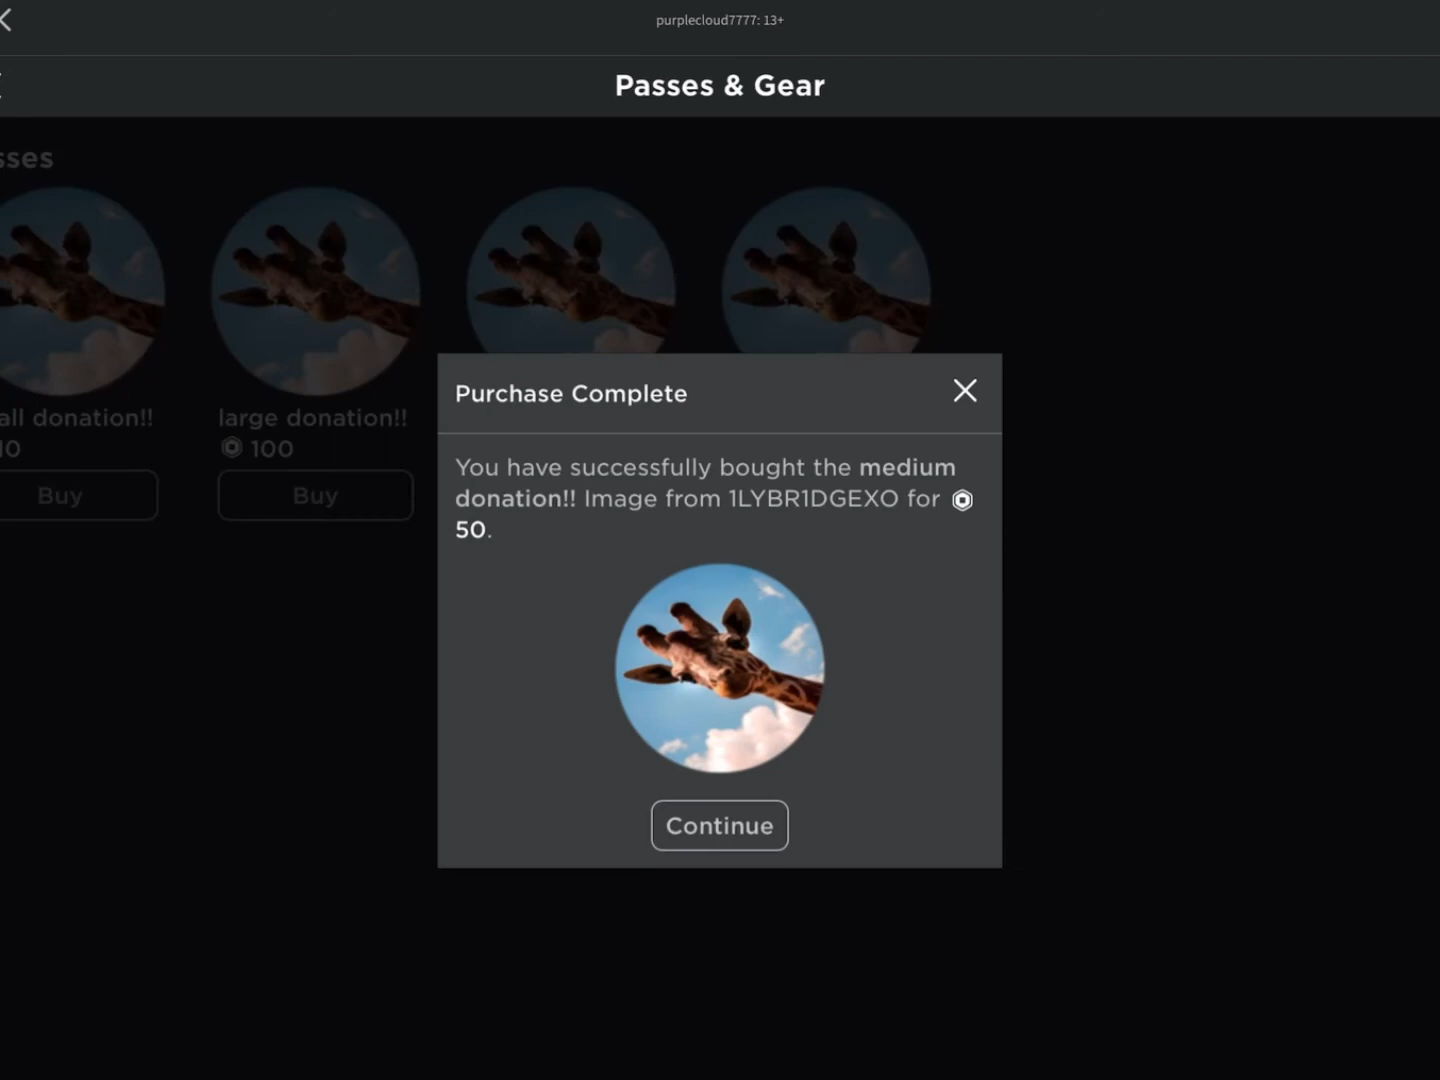 purplecloud7777: 13+
Passes & Gear
sses
all donation!!
10
Buy
large donation!!
100
Buy
Purchase Complete
You have successfully bought the medium
donation!! Image from 1LYBR1DGEXO for
50.
Continue